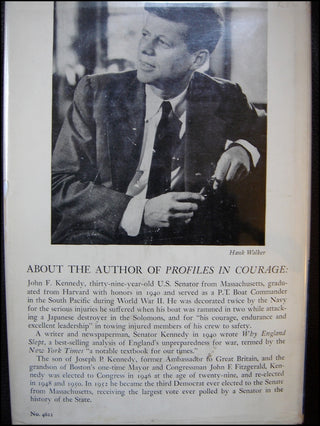 Hank Walker
ABOUT THE AUTHOR OF PROFILES IN COURAGE:
John F. Kennedy, thirty-nine-year-old U.S. Senator from Massachusetts, gradu-
ated from Harvard with honors in 1940 and served as a P.T. Boat Commander
in the South Pacific during World War II. He was decorated twice by the Navy
for the serious injuries he suffered when his boat was rammed in two while attack-
ing a Japanese destroyer in the Solomons, and for "his courage, endurance and
excellent leadership" in towing injured members of his crew to safety.
A writer and newspaperman, Senator Kennedy in 1940 wrote Why England
Slept, a best-selling analysis of England's unpreparedness for war, termed by the
New York Times "a notable textbook for our times."
The son of Joseph P. Kennedy, former Ambassador to Great Britain, and the
grandson of Boston's one-time Mayor and Congressman John F. Fitzgerald, Ken-
nedy was elected to Congress in 1946 at the age of twenty-nine, and re-elected
in 1948 and 1950. In 1952 he became the third Democrat ever elected to the Senate
from Massachusetts, receiving the largest vote ever polled by a Senator in the
history of the State.
No. 4622